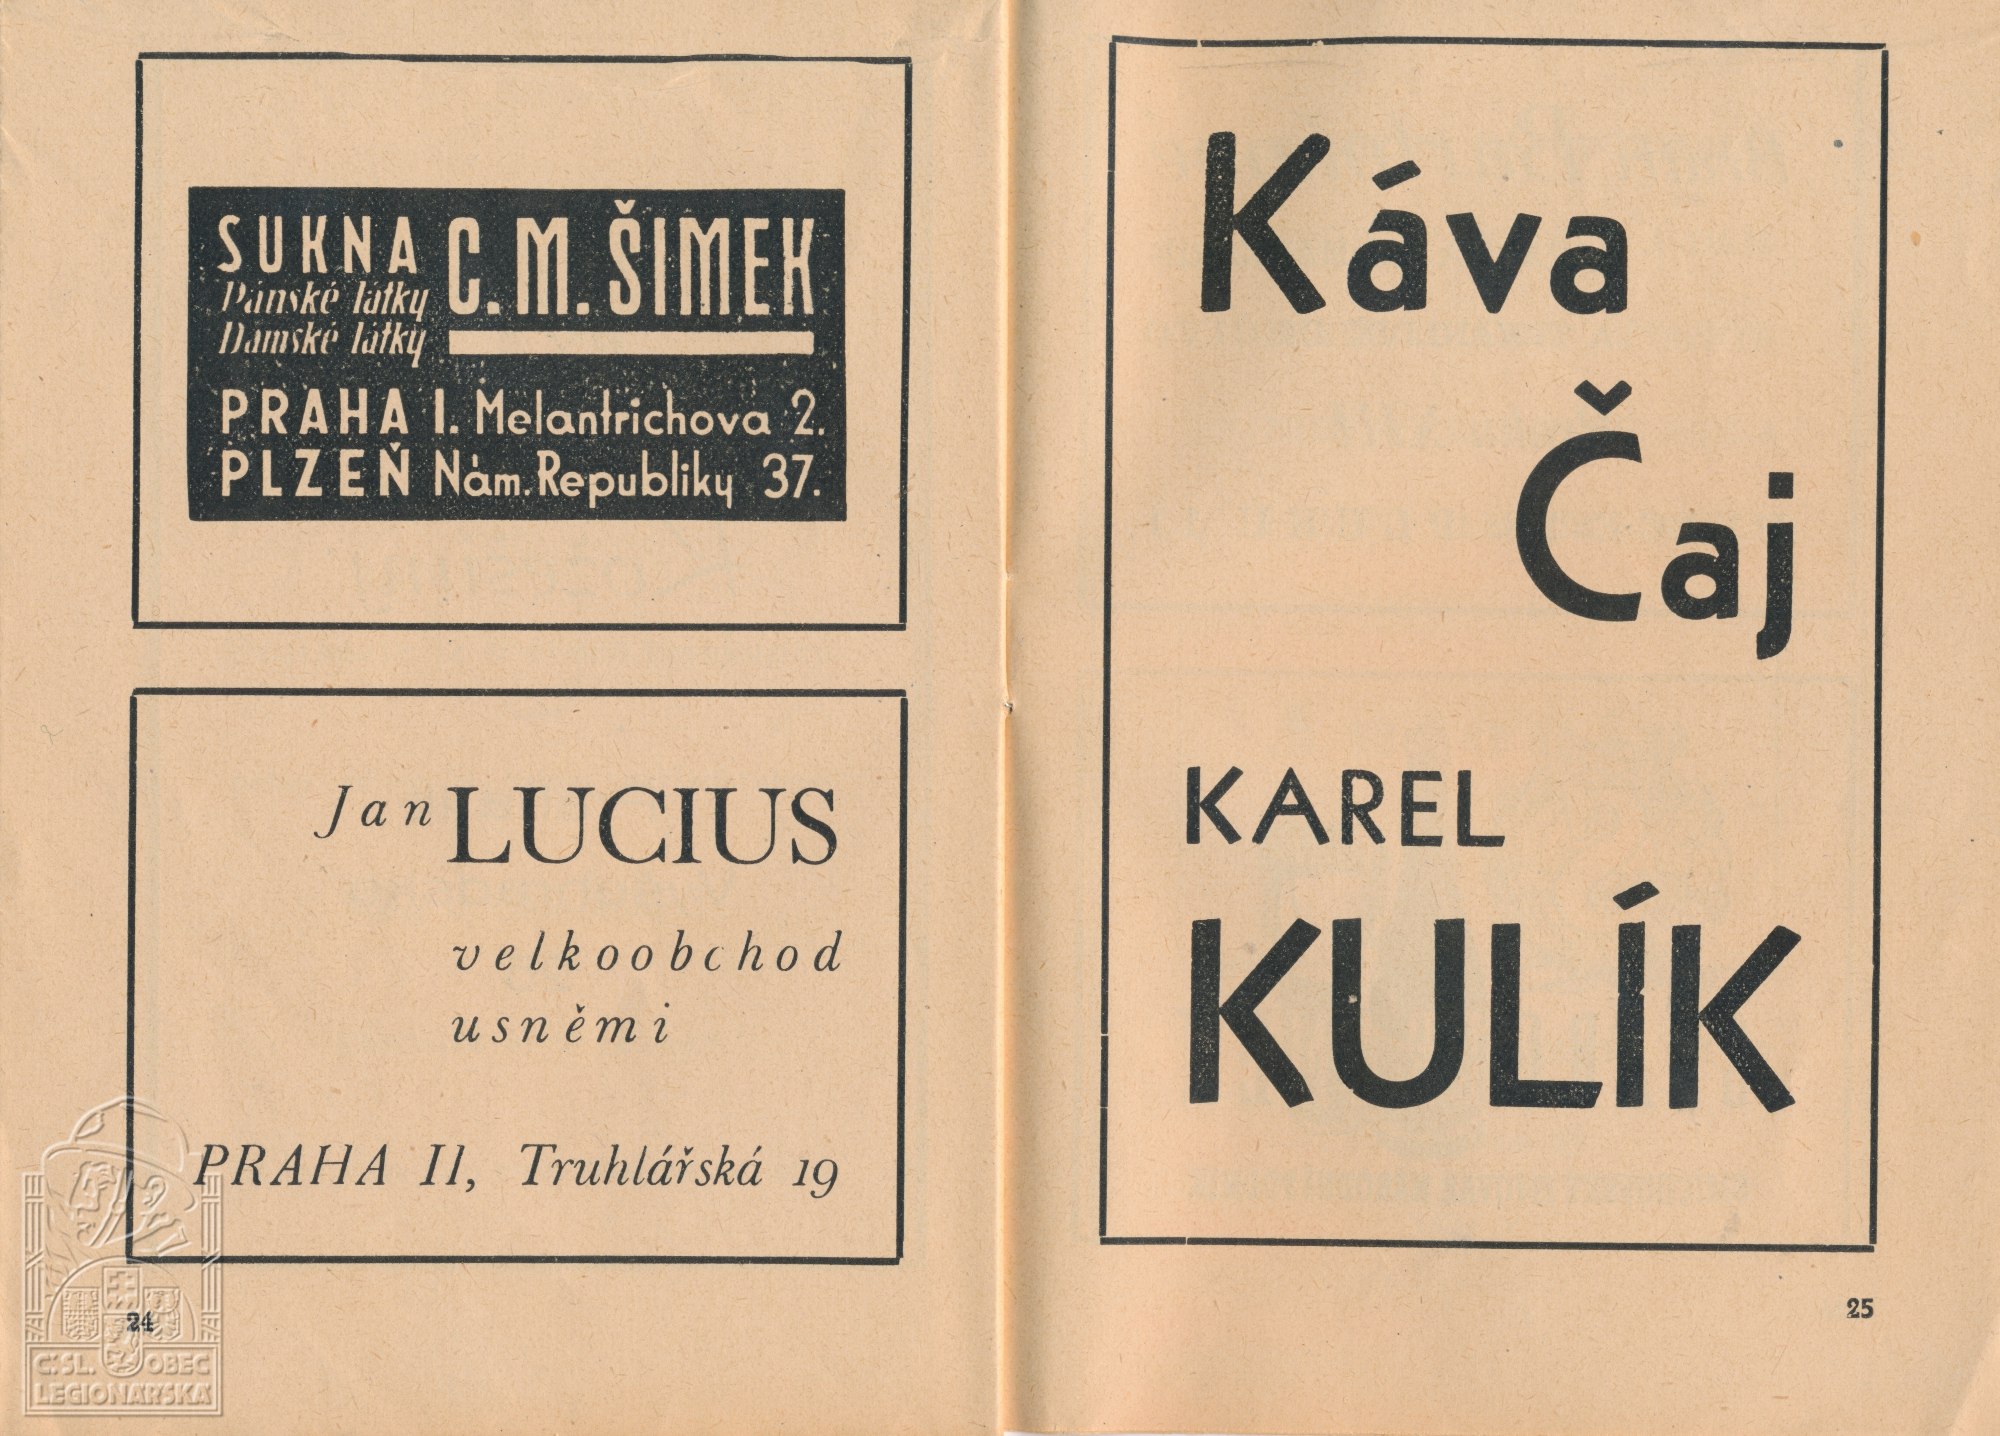 SUKNA C. M. ŠIMEK
Pánské látky
Dámské látky
PRAHA I. Melantrichova 2.
PLZEŇ Nám. Republiky 37.
Jan LUCIUS
velkoobchod
usněmi
PRAHA II, Truhlářská 19
24
Č. SL. OBEC
LEGIONÁŘSKÁ
Káva
Čaj
KAREL
KULÍK
25